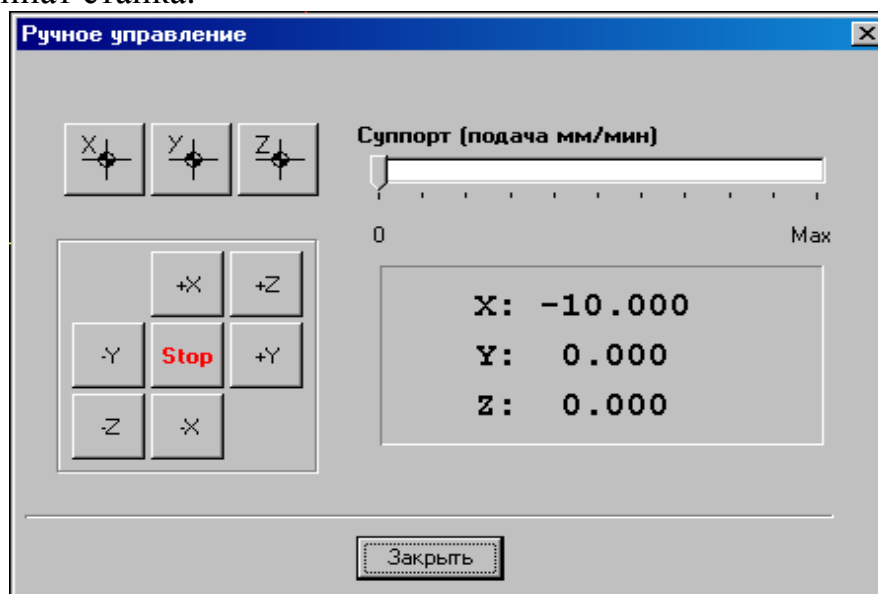 Ручное управление
X Y Z
Суппорт (подача мм/мин)
0 Max
+X +Z
-Y Stop +Y
-Z -X
X: -10.000
Y: 0.000
Z: 0.000
Закрыть